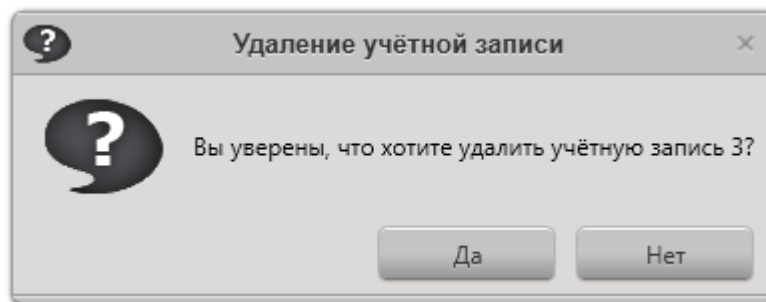 Удаление учётной записи
Вы уверены, что хотите удалить учётную запись 3?
Да
Нет